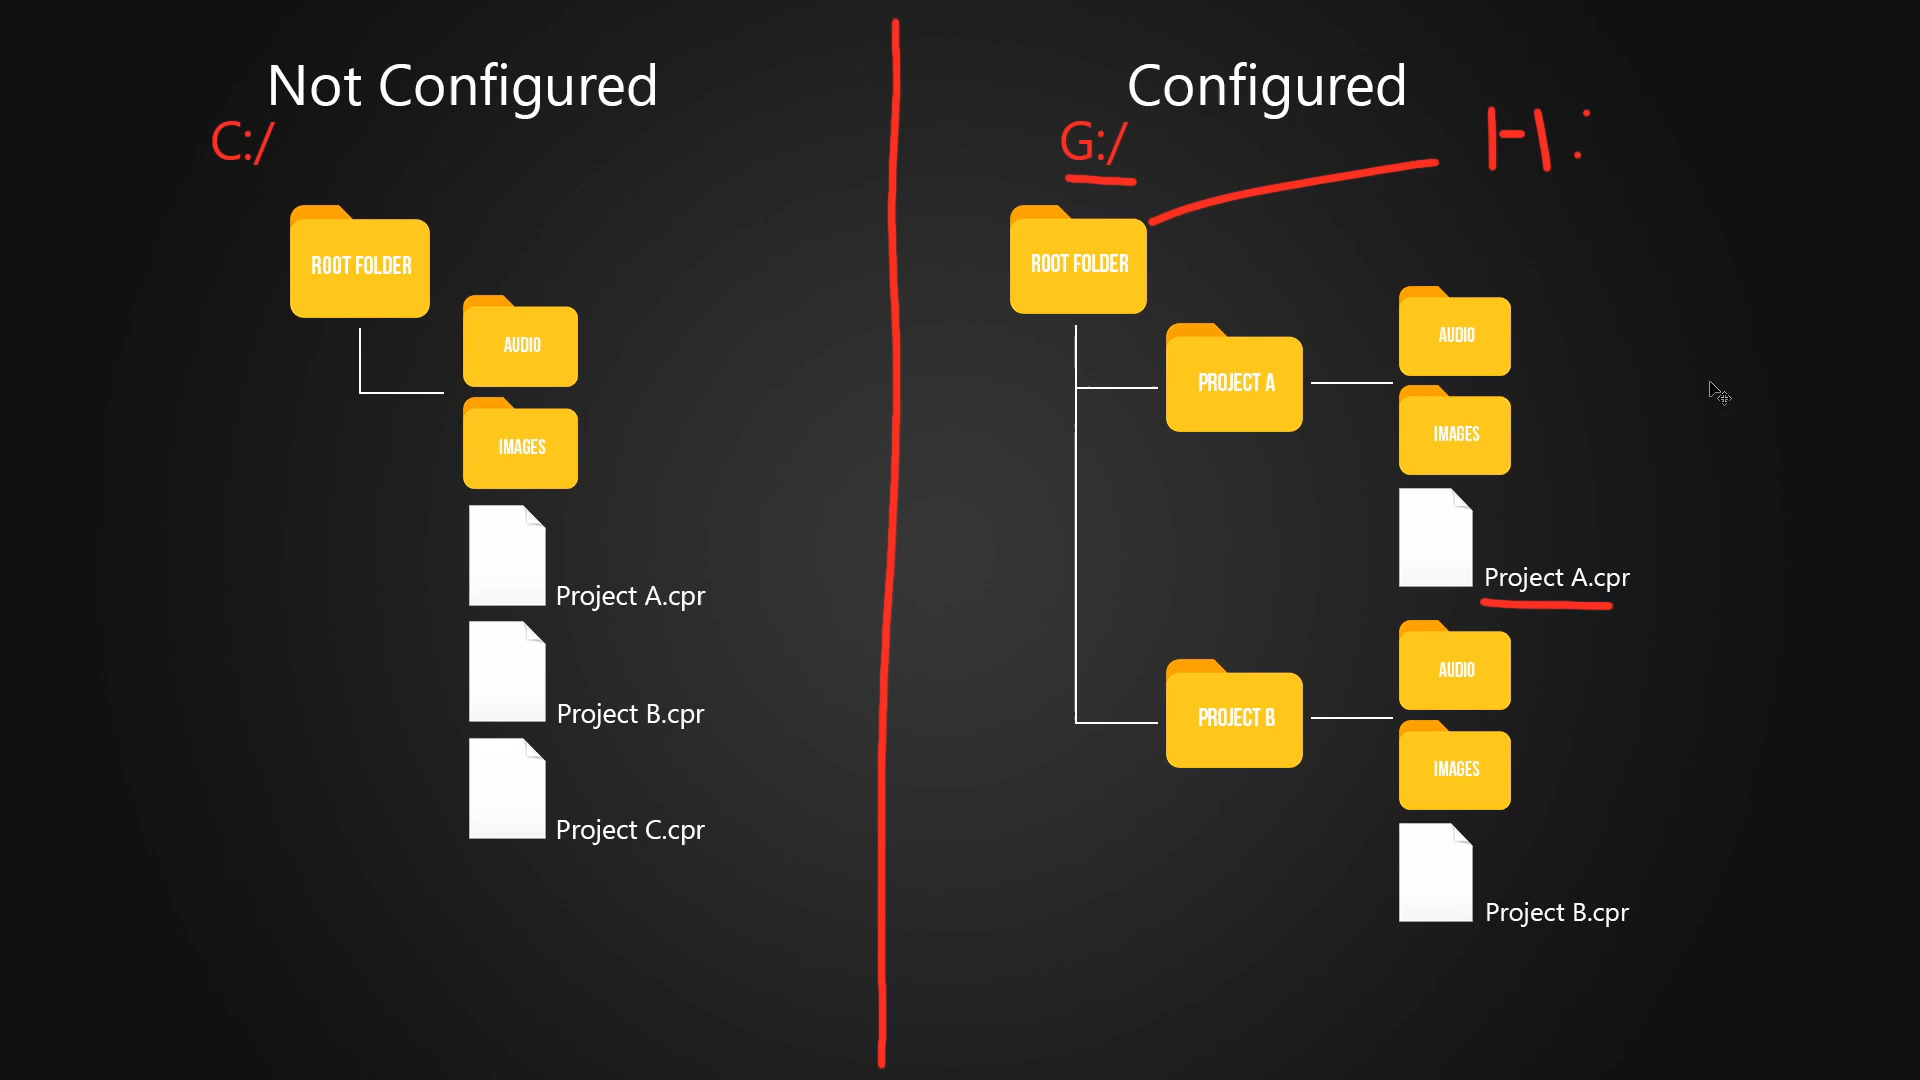 Not Configured
C:/
ROOT FOLDER
AUDIO
IMAGES
Project A.cpr
Project B.cpr
Project C.cpr
Configured
G:/
H:
ROOT FOLDER
PROJECT A
AUDIO
IMAGES
Project A.cpr
PROJECT B
AUDIO
IMAGES
Project B.cpr